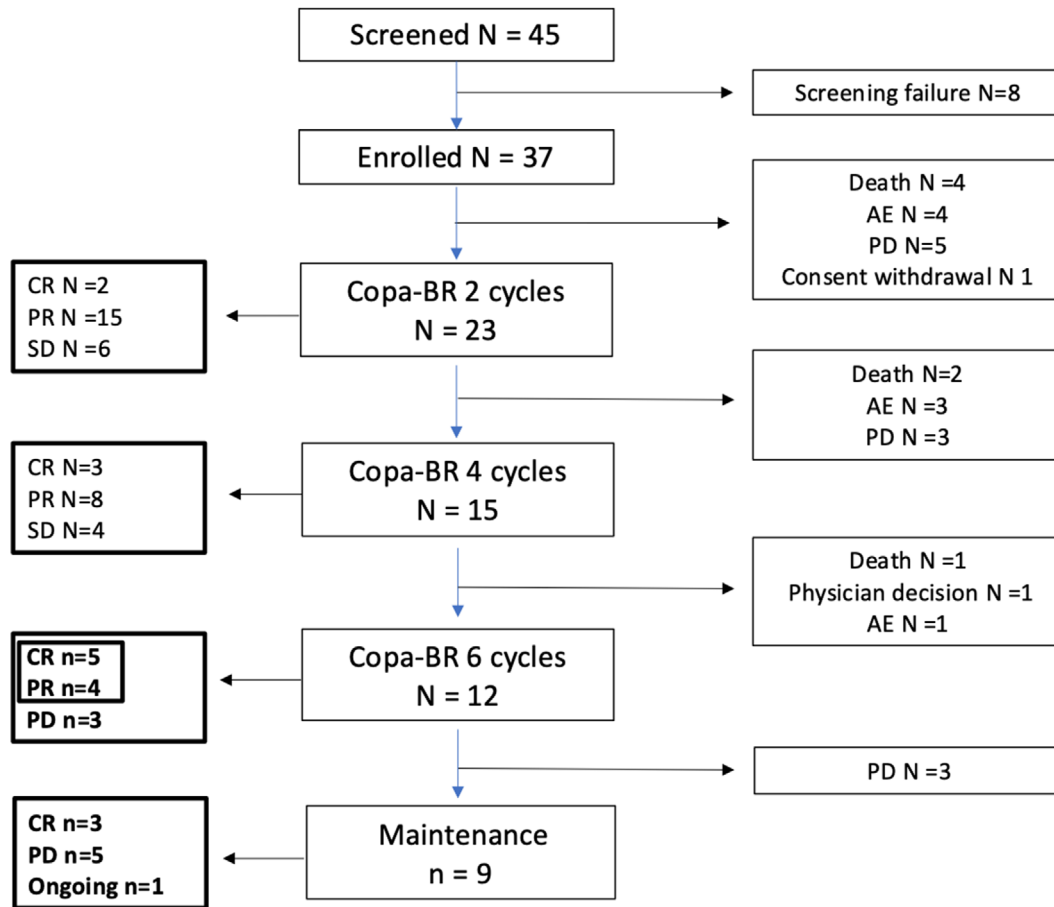 Screened N = 45
Screening failure N=8
Enrolled N = 37
Death N =4
AE N =4
PD N=5
Consent withdrawal N 1
Copa-BR 2 cycles
N = 23
CR N =2
PR N =15
SD N =6
Death N=2
AE N =3
PD N =3
Copa-BR 4 cycles
N = 15
CR N=3
PR N=8
SD N=4
Death N =1
Physician decision N =1
AE N =1
Copa-BR 6 cycles
N = 12
CR n=5
PR n=4
PD n=3
PD N =3
Maintenance
n = 9
CR n=3
PD n=5
Ongoing n=1